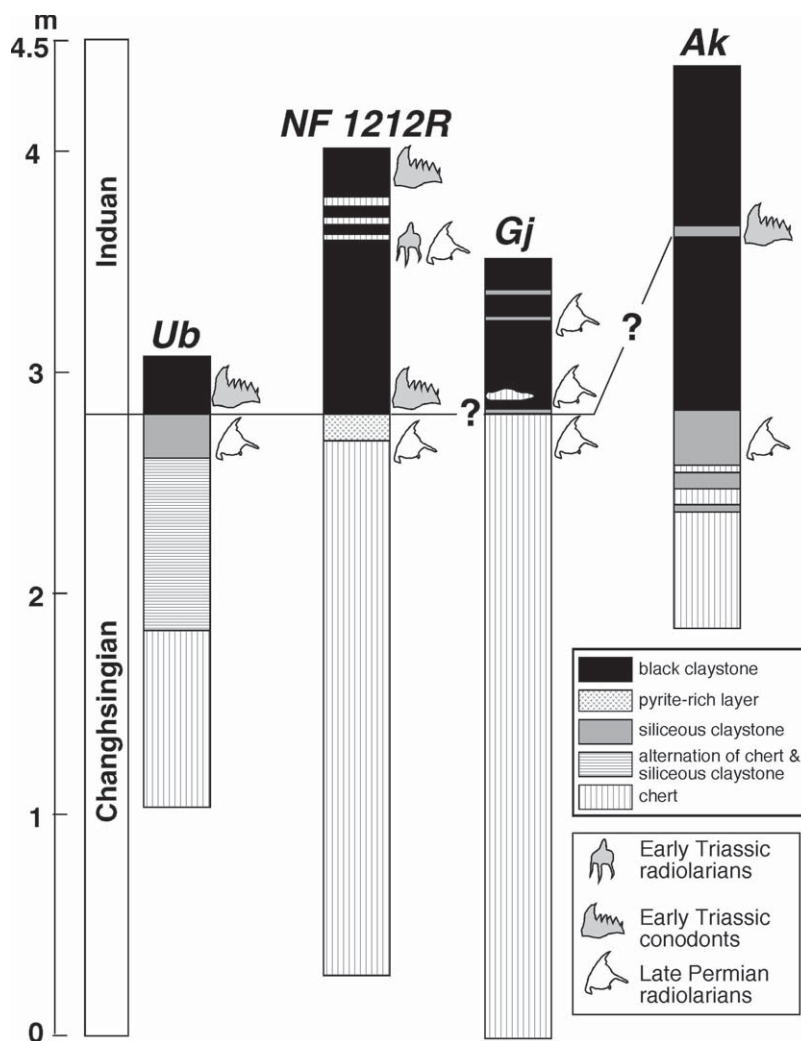 m
4.5
4
3
2
1
0
Induan
Changhsingian
Ub
NF 1212R
Gj
Ak
?
?
black claystone
pyrite-rich layer
siliceous claystone
alternation of chert &
siliceous claystone
chert
Early Triassic
radiolarians
Early Triassic
conodonts
Late Permian
radiolarians